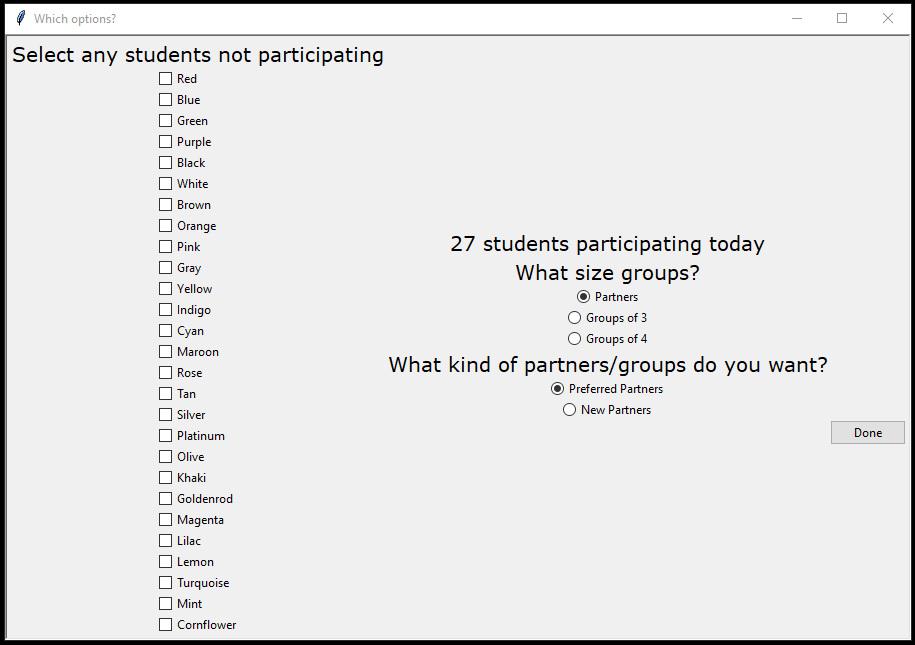 Which options?
Select any students not participating
Red
Blue
Green
Purple
Black
White
Brown
Orange
Pink
Gray
Yellow
Indigo
Cyan
Maroon
Rose
Tan
Silver
Platinum
Olive
Khaki
Goldenrod
Magenta
Lilac
Lemon
Turquoise
Mint
Cornflower
27 students participating today
What size groups?
Partners
Groups of 3
Groups of 4
What kind of partners/groups do you want?
Preferred Partners
New Partners
Done